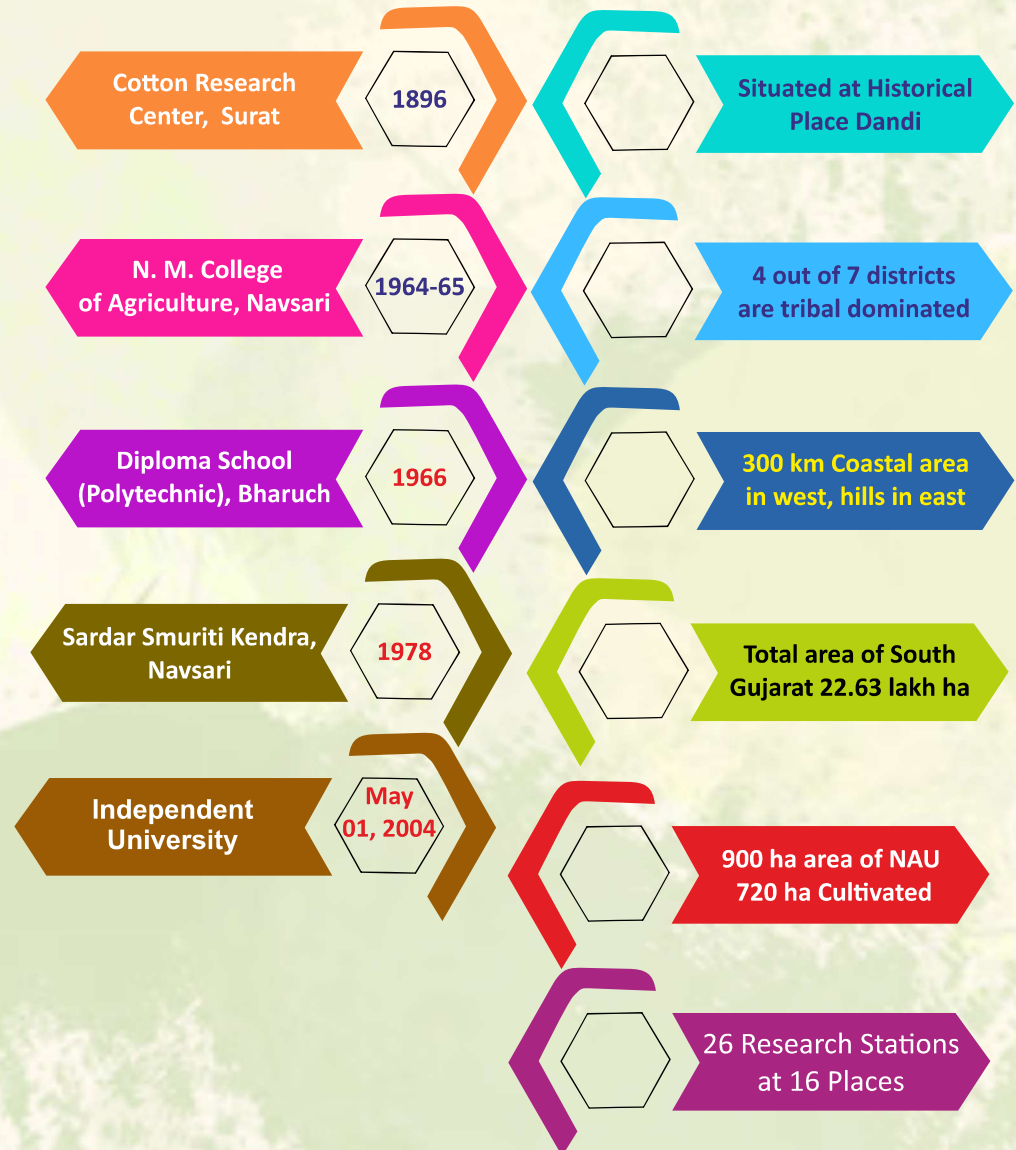 Cotton Research
Center, Surat
1896
N. M. College
of Agriculture, Navsari
1964-65
Diploma School
(Polytechnic), Bharuch
1966
Sardar Smuriti Kendra,
Navsari
1978
Independent
University
May
01, 2004
Situated at Historical
Place Dandi
4 out of 7 districts
are tribal dominated
300 km Coastal area
in west, hills in east
Total area of South
Gujarat 22.63 lakh ha
900 ha area of NAU
720 ha Cultivated
26 Research Stations
at 16 Places